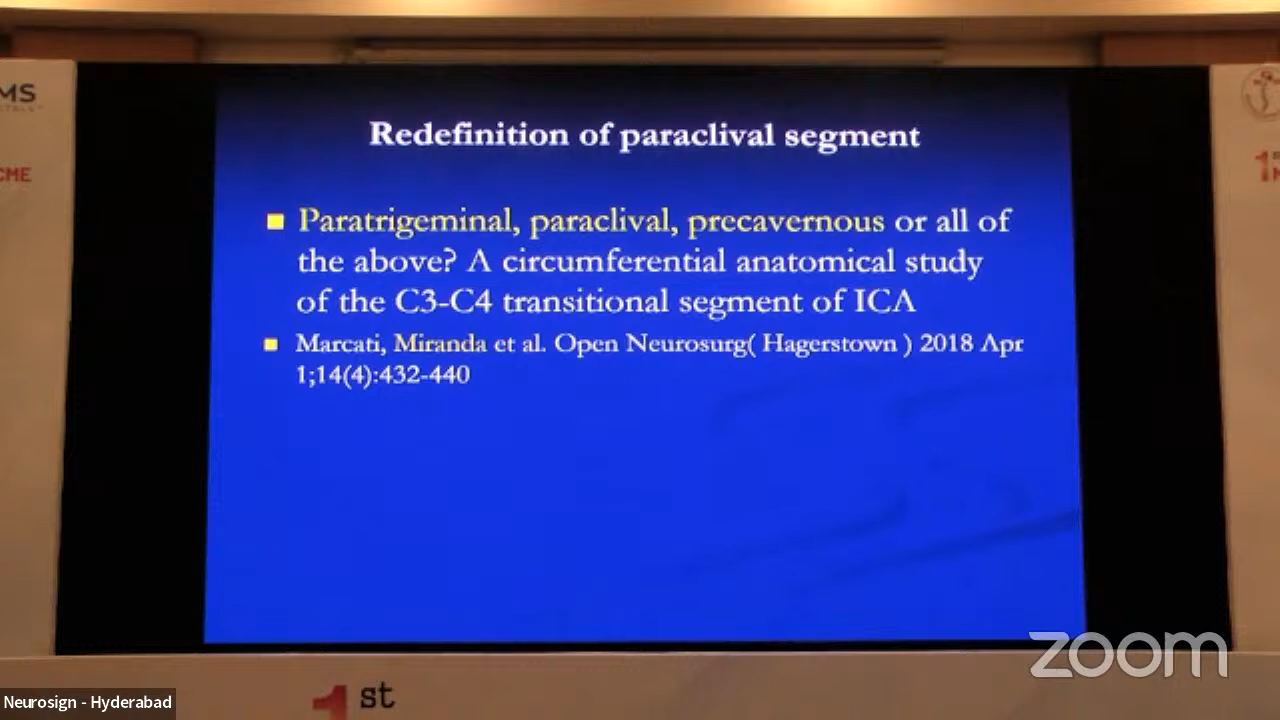 MS
CME
1
Redefinition of paraclival segment
Paratrigeminal, paraclival, precavernous or all of
the above? A circumferential anatomical study
of the C3-C4 transitional segment of ICA
Marcati, Miranda et al. Open Neurosurg( Hagerstown ) 2018 Apr
1;14(4):432-440
zoom
Neurosign - Hyderabad
1st